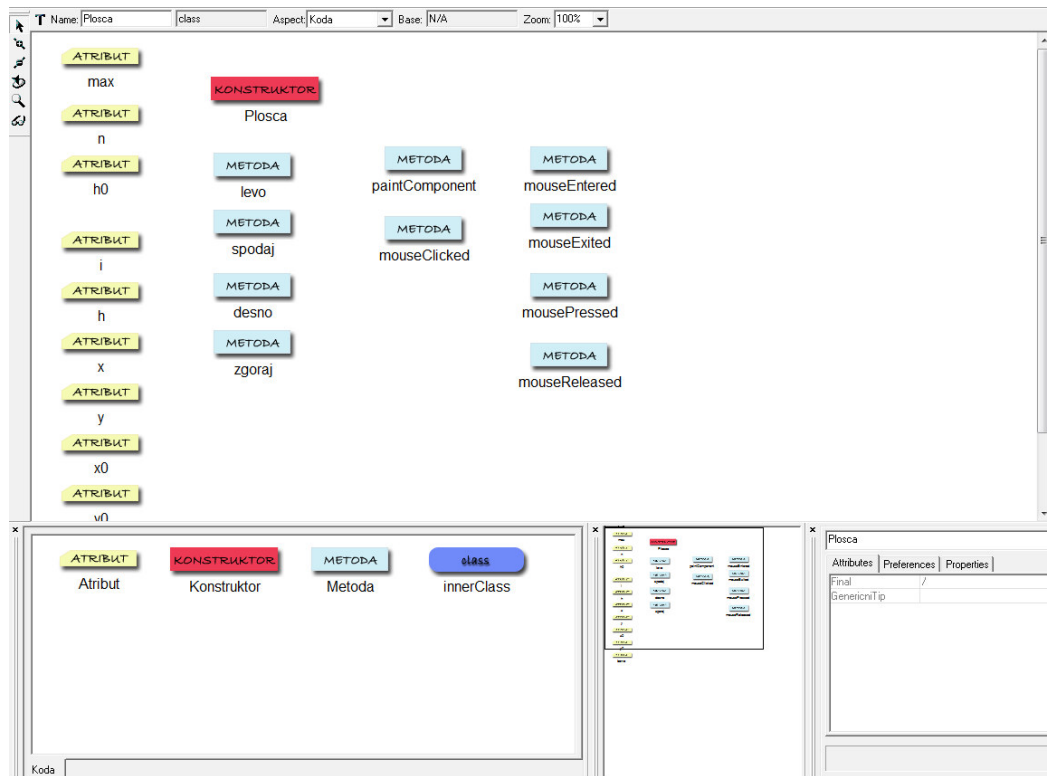 T Name: Plosca class Aspect: Koda Base: N/A Zoom: 100%
ATRIBUT
max
KONSTRUKTOR
Plosca
ATRIBUT
n
ATRIBUT
h0
METODA
levo
METODA
paintComponent
METODA
mouseEntered
METODA
spodaj
METODA
mouseClicked
METODA
mouseExited
ATRIBUT
i
ATRIBUT
h
METODA
desno
METODA
mousePressed
ATRIBUT
x
METODA
zgoraj
METODA
mouseReleased
ATRIBUT
y
ATRIBUT
x0
ATRIBUT
y0
ATRIBUT
Atribut
KONSTRUKTOR
Konstruktor
METODA
Metoda
class
innerClass
Koda
Plosca
Attributes Preferences Properties
Final /
GenericniTip